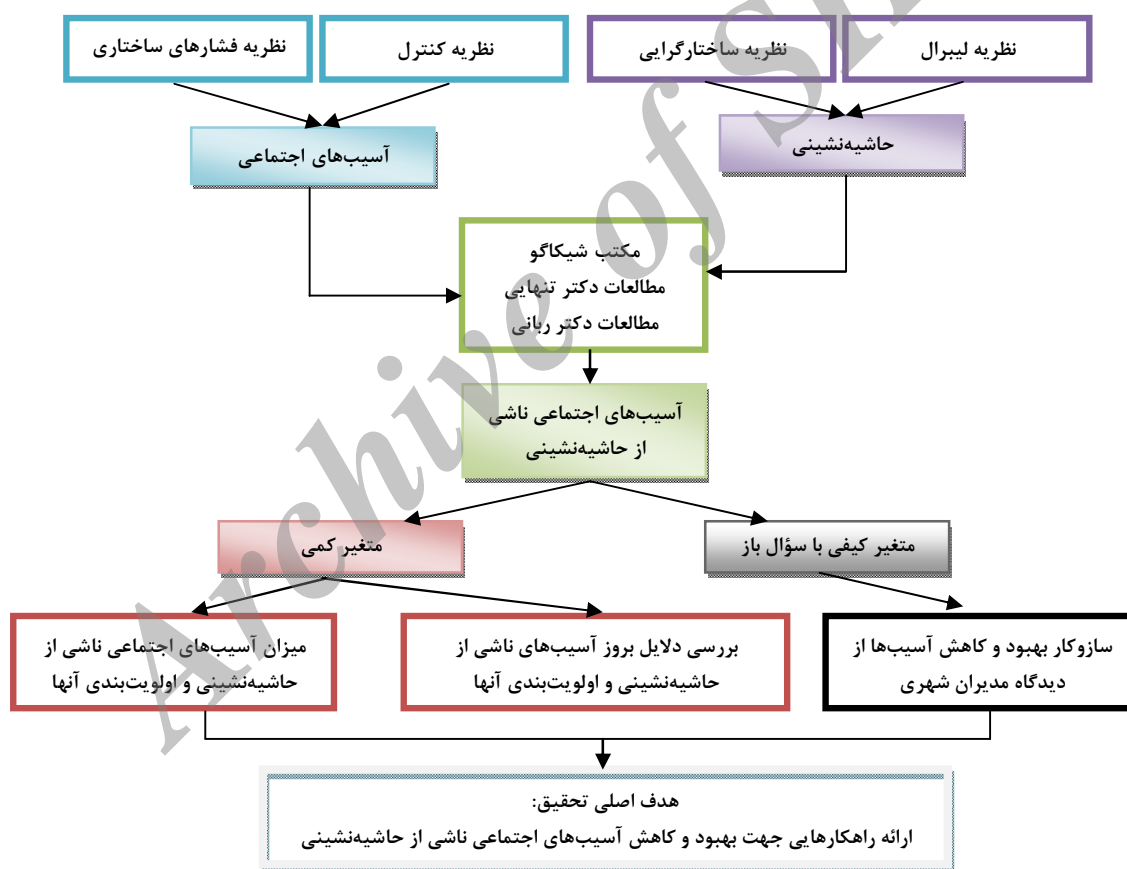 نظریه لیبرال
نظریه ساختارگرایی
نظریه کنترل
نظریه فشارهای ساختاری
حاشیه‌نشینی
آسیب‌های اجتماعی
مکتب شیکاگو
مطالعات دکتر تنهایی
مطالعات دکتر ربانی
آسیب‌های اجتماعی ناشی
از حاشیه‌نشینی
متغیر کیفی با سؤال باز
متغیر کمی
سازوکار بهبود و کاهش آسیب‌ها از
دیدگاه مدیران شهری
بررسی دلایل بروز آسیب‌های ناشی از
حاشیه‌نشینی و اولویت‌بندی آنها
میزان آسیب‌های اجتماعی ناشی از
حاشیه‌نشینی و اولویت‌بندی آنها
هدف اصلی تحقیق:
ارائه راهکارهایی جهت بهبود و کاهش آسیب‌های اجتماعی ناشی از حاشیه‌نشینی
Archive of